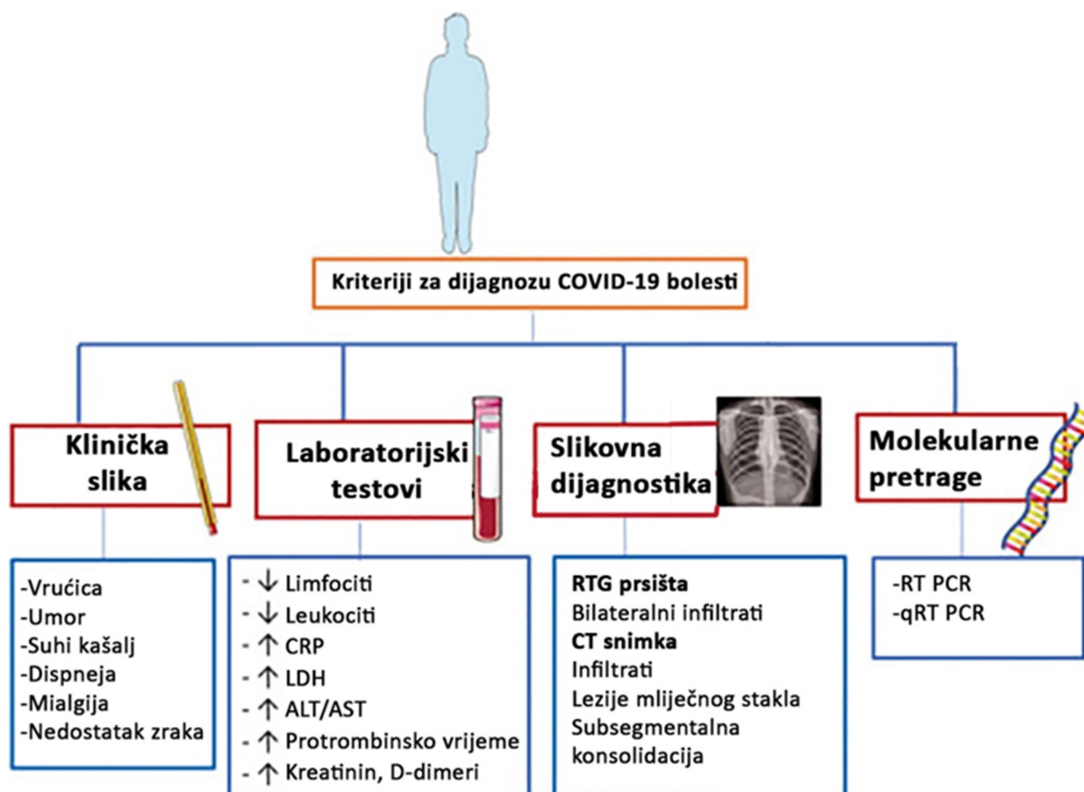 Kriteriji za dijagnozu COVID-19 bolesti
Klinička
slika
-Vrućica
-Umor
-Suhi kašalj
-Dispneja
-Mialgija
-Nedostatak zraka
Laboratorijski
testovi
- ↓ Limfociti
- ↓ Leukociti
- ↑ CRP
- ↑ LDH
- ↑ ALT/AST
- ↑ Protrombinsko vrijeme
- ↑ Kreatinin, D-dimeri
Slikovna
dijagnostika
RTG prsišta
Bilateralni infiltrati
CT snimka
Infiltrati
Lezije mliječnog stakla
Subsegmentalna
konsolidacija
Molekularne
pretrage
-RT PCR
-qRT PCR